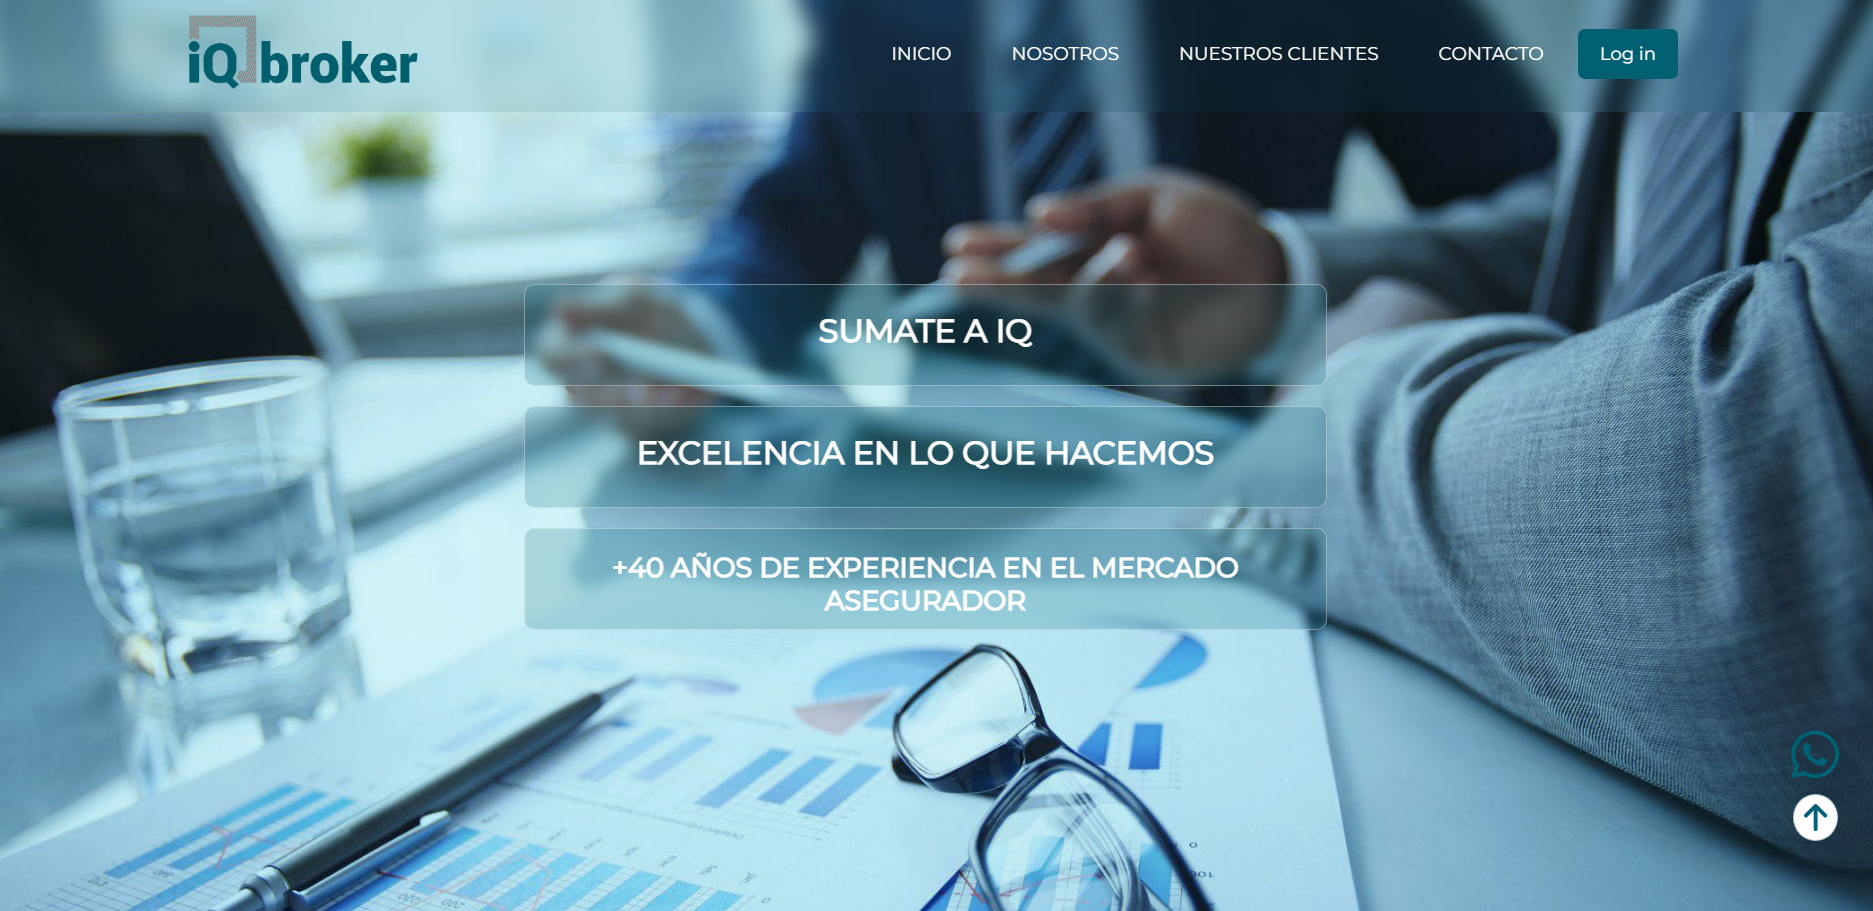 iQ broker
INICIO NOSOTROS NUESTROS CLIENTES CONTACTO Log in
SUMATE A IQ
EXCELENCIA EN LO QUE HACEMOS
+40 AÑOS DE EXPERIENCIA EN EL MERCADO
ASEGURADOR